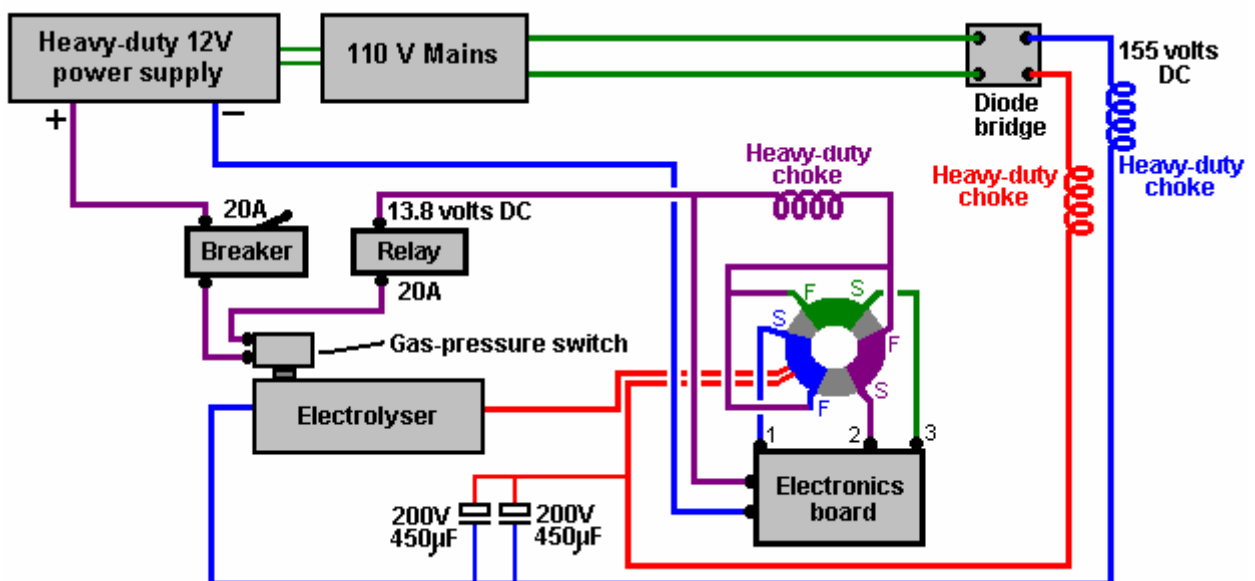 Heavy-duty 12V
power supply
110 V Mains
155 volts
DC
Diode
bridge
+
−
Heavy-duty
choke
Heavy-duty
choke
Heavy-duty
choke
20A
13.8 volts DC
Breaker
Relay
20A
F
S
S
F
S
F
Gas-pressure switch
Electrolyser
1
2
3
Electronics
board
200V
450µF
200V
450µF